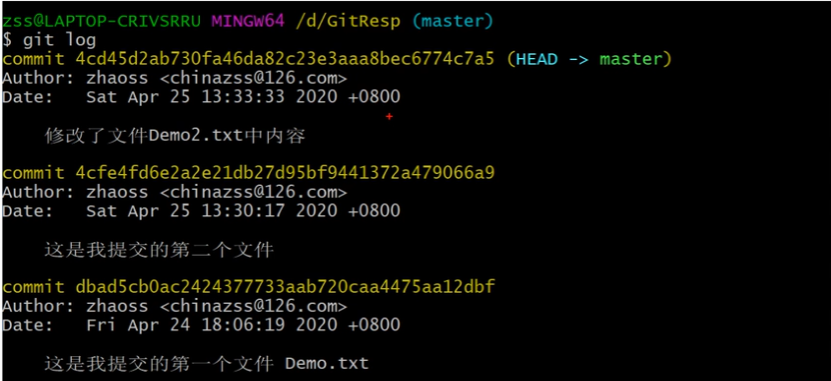 zss@LAPTOP-CRIVSRRU MINGW64 /d/GitResp (master)
$ git log
commit 4cd45d2ab730fa46da82c23e3aaa8bec6774c7a5 (HEAD -> master)
Author: zhaoss <chinazss@126.com>
Date:   Sat Apr 25 13:33:33 2020 +0800
修改了文件Demo2.txt中内容
commit 4cfe4fd6e2a2e21db27d95bf9441372a479066a9
Author: zhaoss <chinazss@126.com>
Date:   Sat Apr 25 13:30:17 2020 +0800
这是我提交的第二个文件
commit dbad5cb0ac2424377733aab720caa4475aa12dbf
Author: zhaoss <chinazss@126.com>
Date:   Fri Apr 24 18:06:19 2020 +0800
这是我提交的第一个文件 Demo.txt